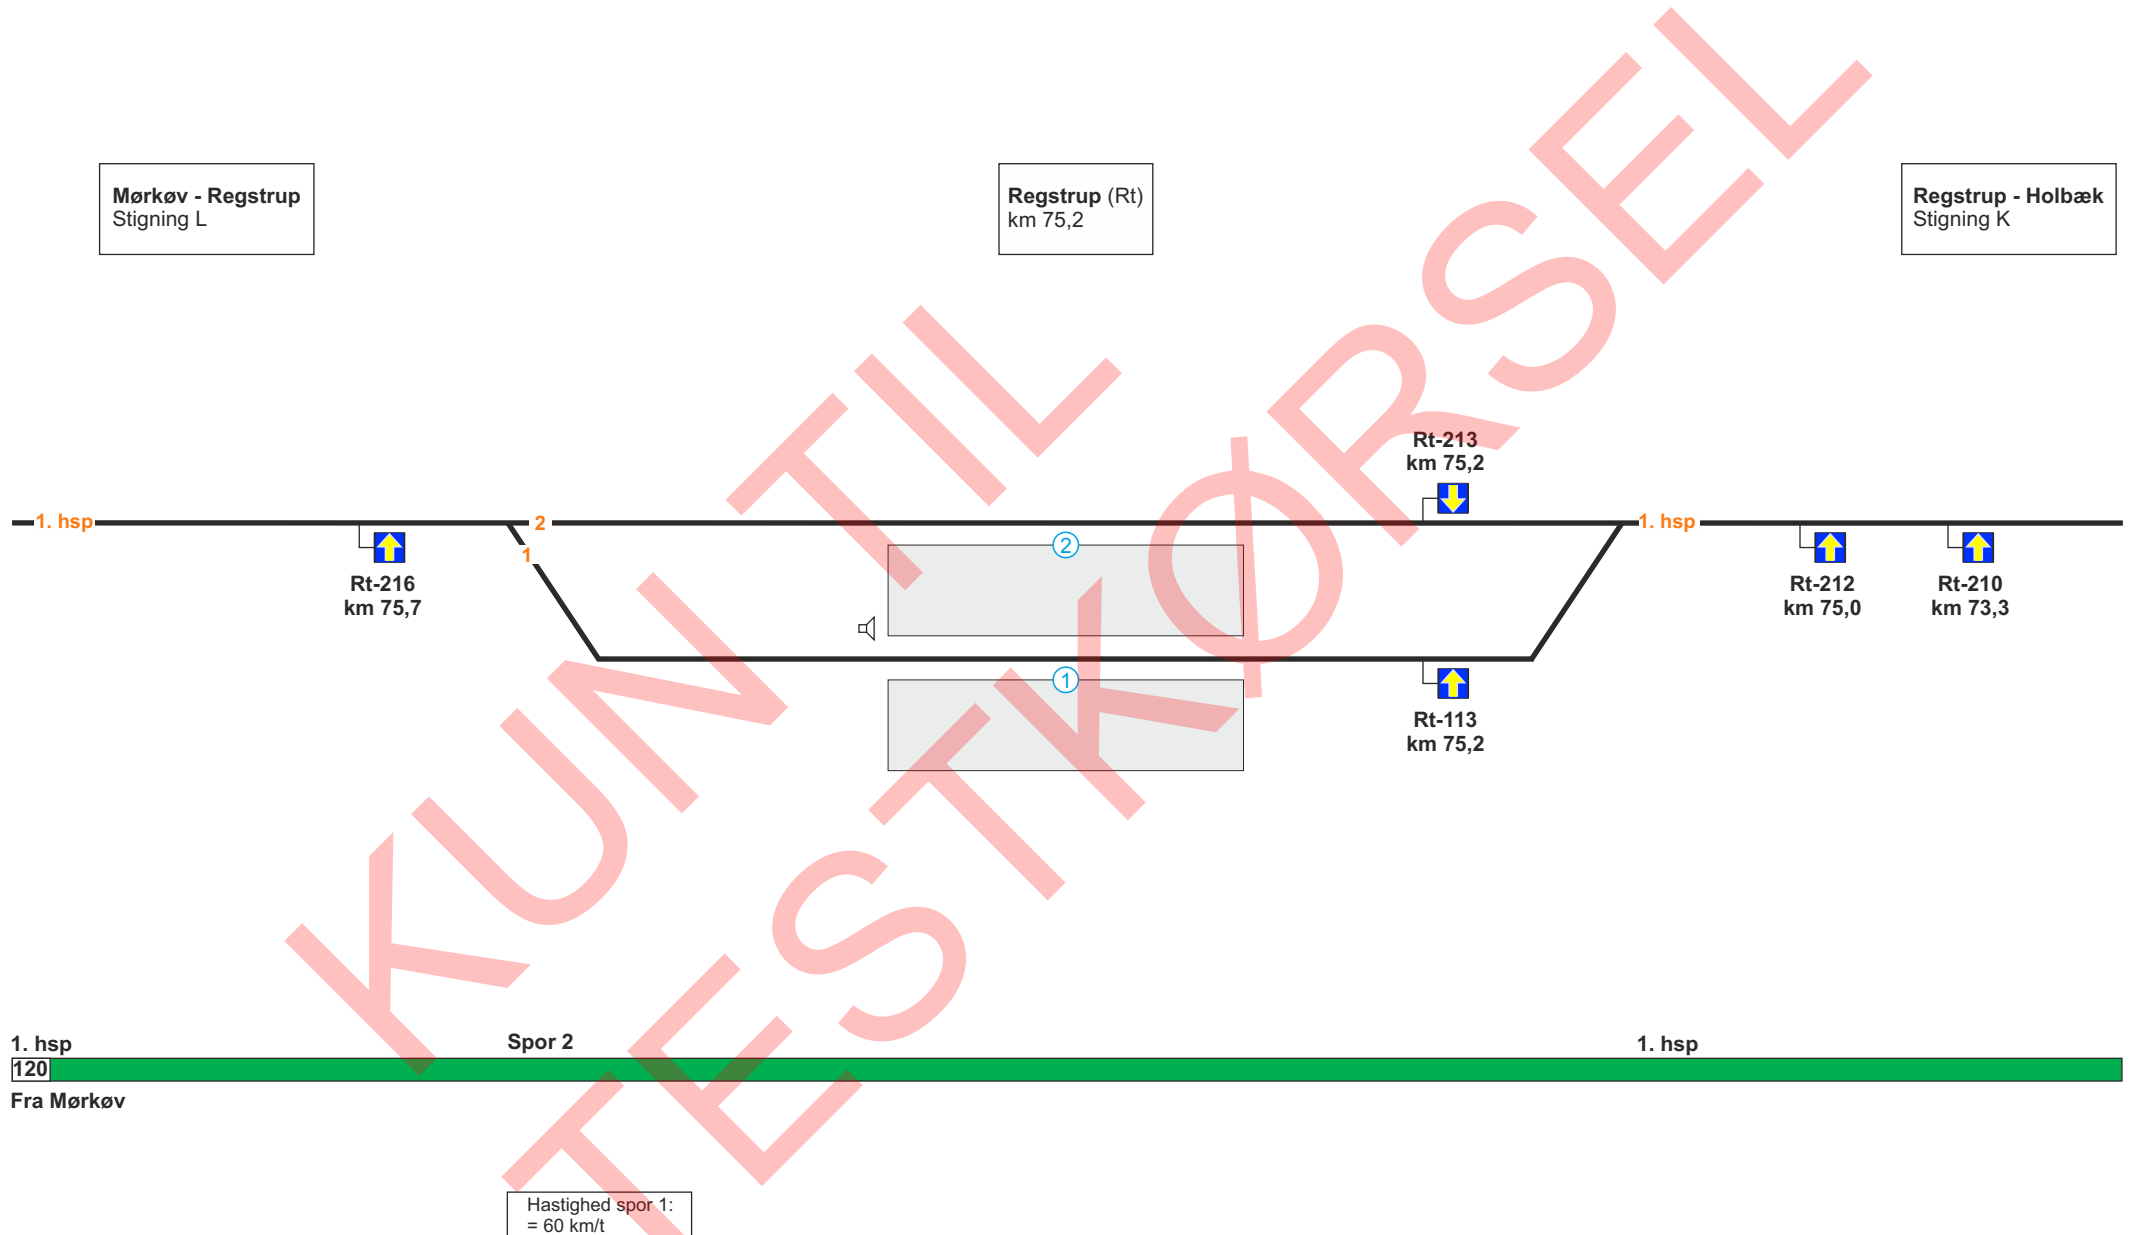 Mørkøv - Regstrup
Stigning L
Regstrup (Rt)
km 75,2
Regstrup - Holbæk
Stigning K
KUN TIL
TESTKØRSEL
Rt-213
km 75,2
1. hsp
2
1. hsp
1
2
Rt-216
km 75,7
Rt-212
km 75,0
Rt-210
km 73,3
1
Rt-113
km 75,2
1. hsp
Spor 2
1. hsp
120
Fra Mørkøv
Hastighed spor 1:
= 60 km/t